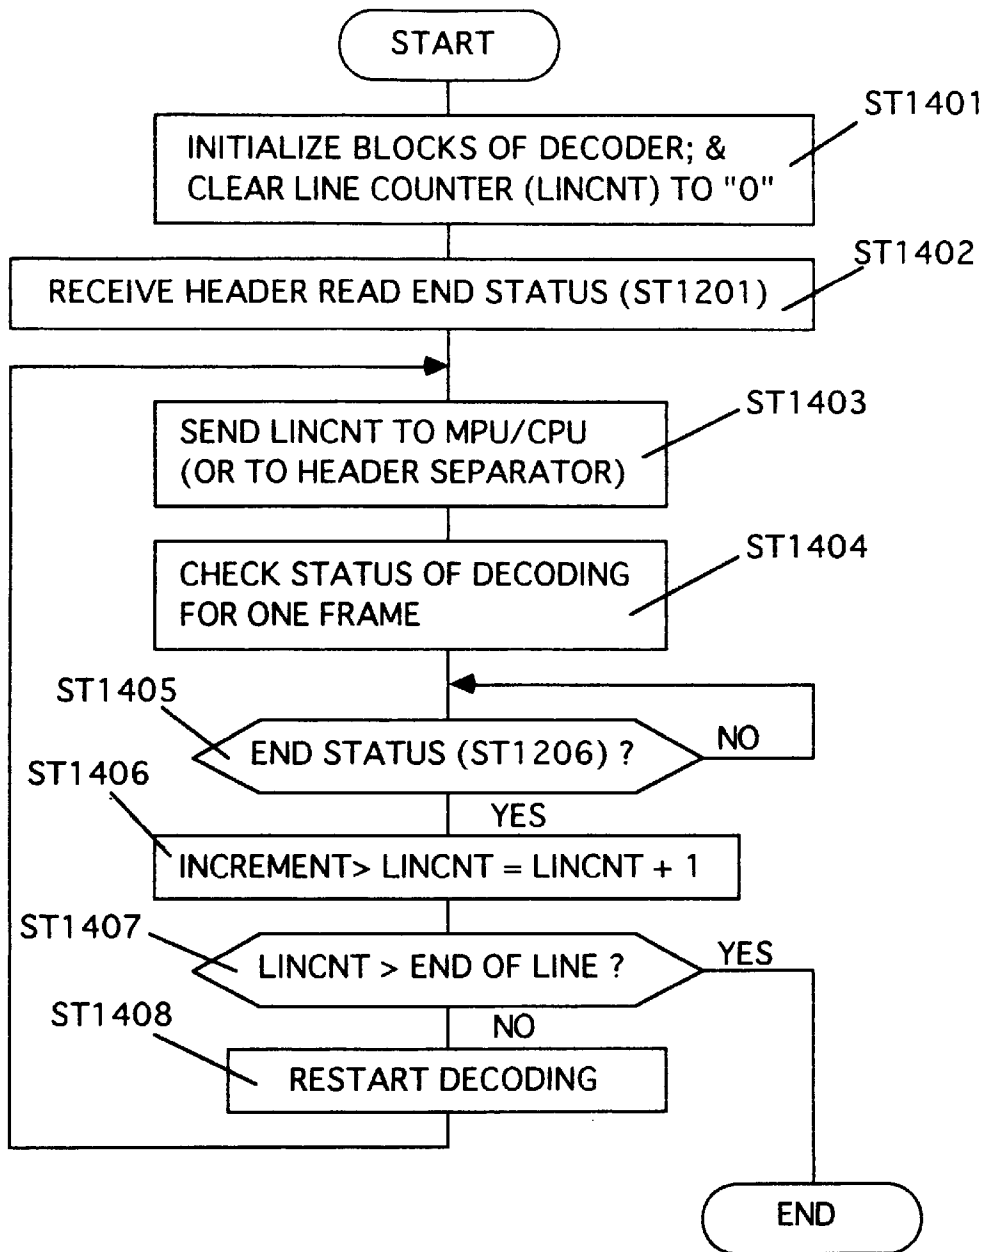 START
ST1401
INITIALIZE BLOCKS OF DECODER; &
CLEAR LINE COUNTER (LINCNT) TO "0"
ST1402
RECEIVE HEADER READ END STATUS (ST1201)
ST1403
SEND LINCNT TO MPU/CPU
(OR TO HEADER SEPARATOR)
ST1404
CHECK STATUS OF DECODING
FOR ONE FRAME
ST1405
END STATUS (ST1206) ?
NO
ST1406
YES
INCREMENT> LINCNT = LINCNT + 1
ST1407
LINCNT > END OF LINE ?
YES
ST1408
NO
RESTART DECODING
END